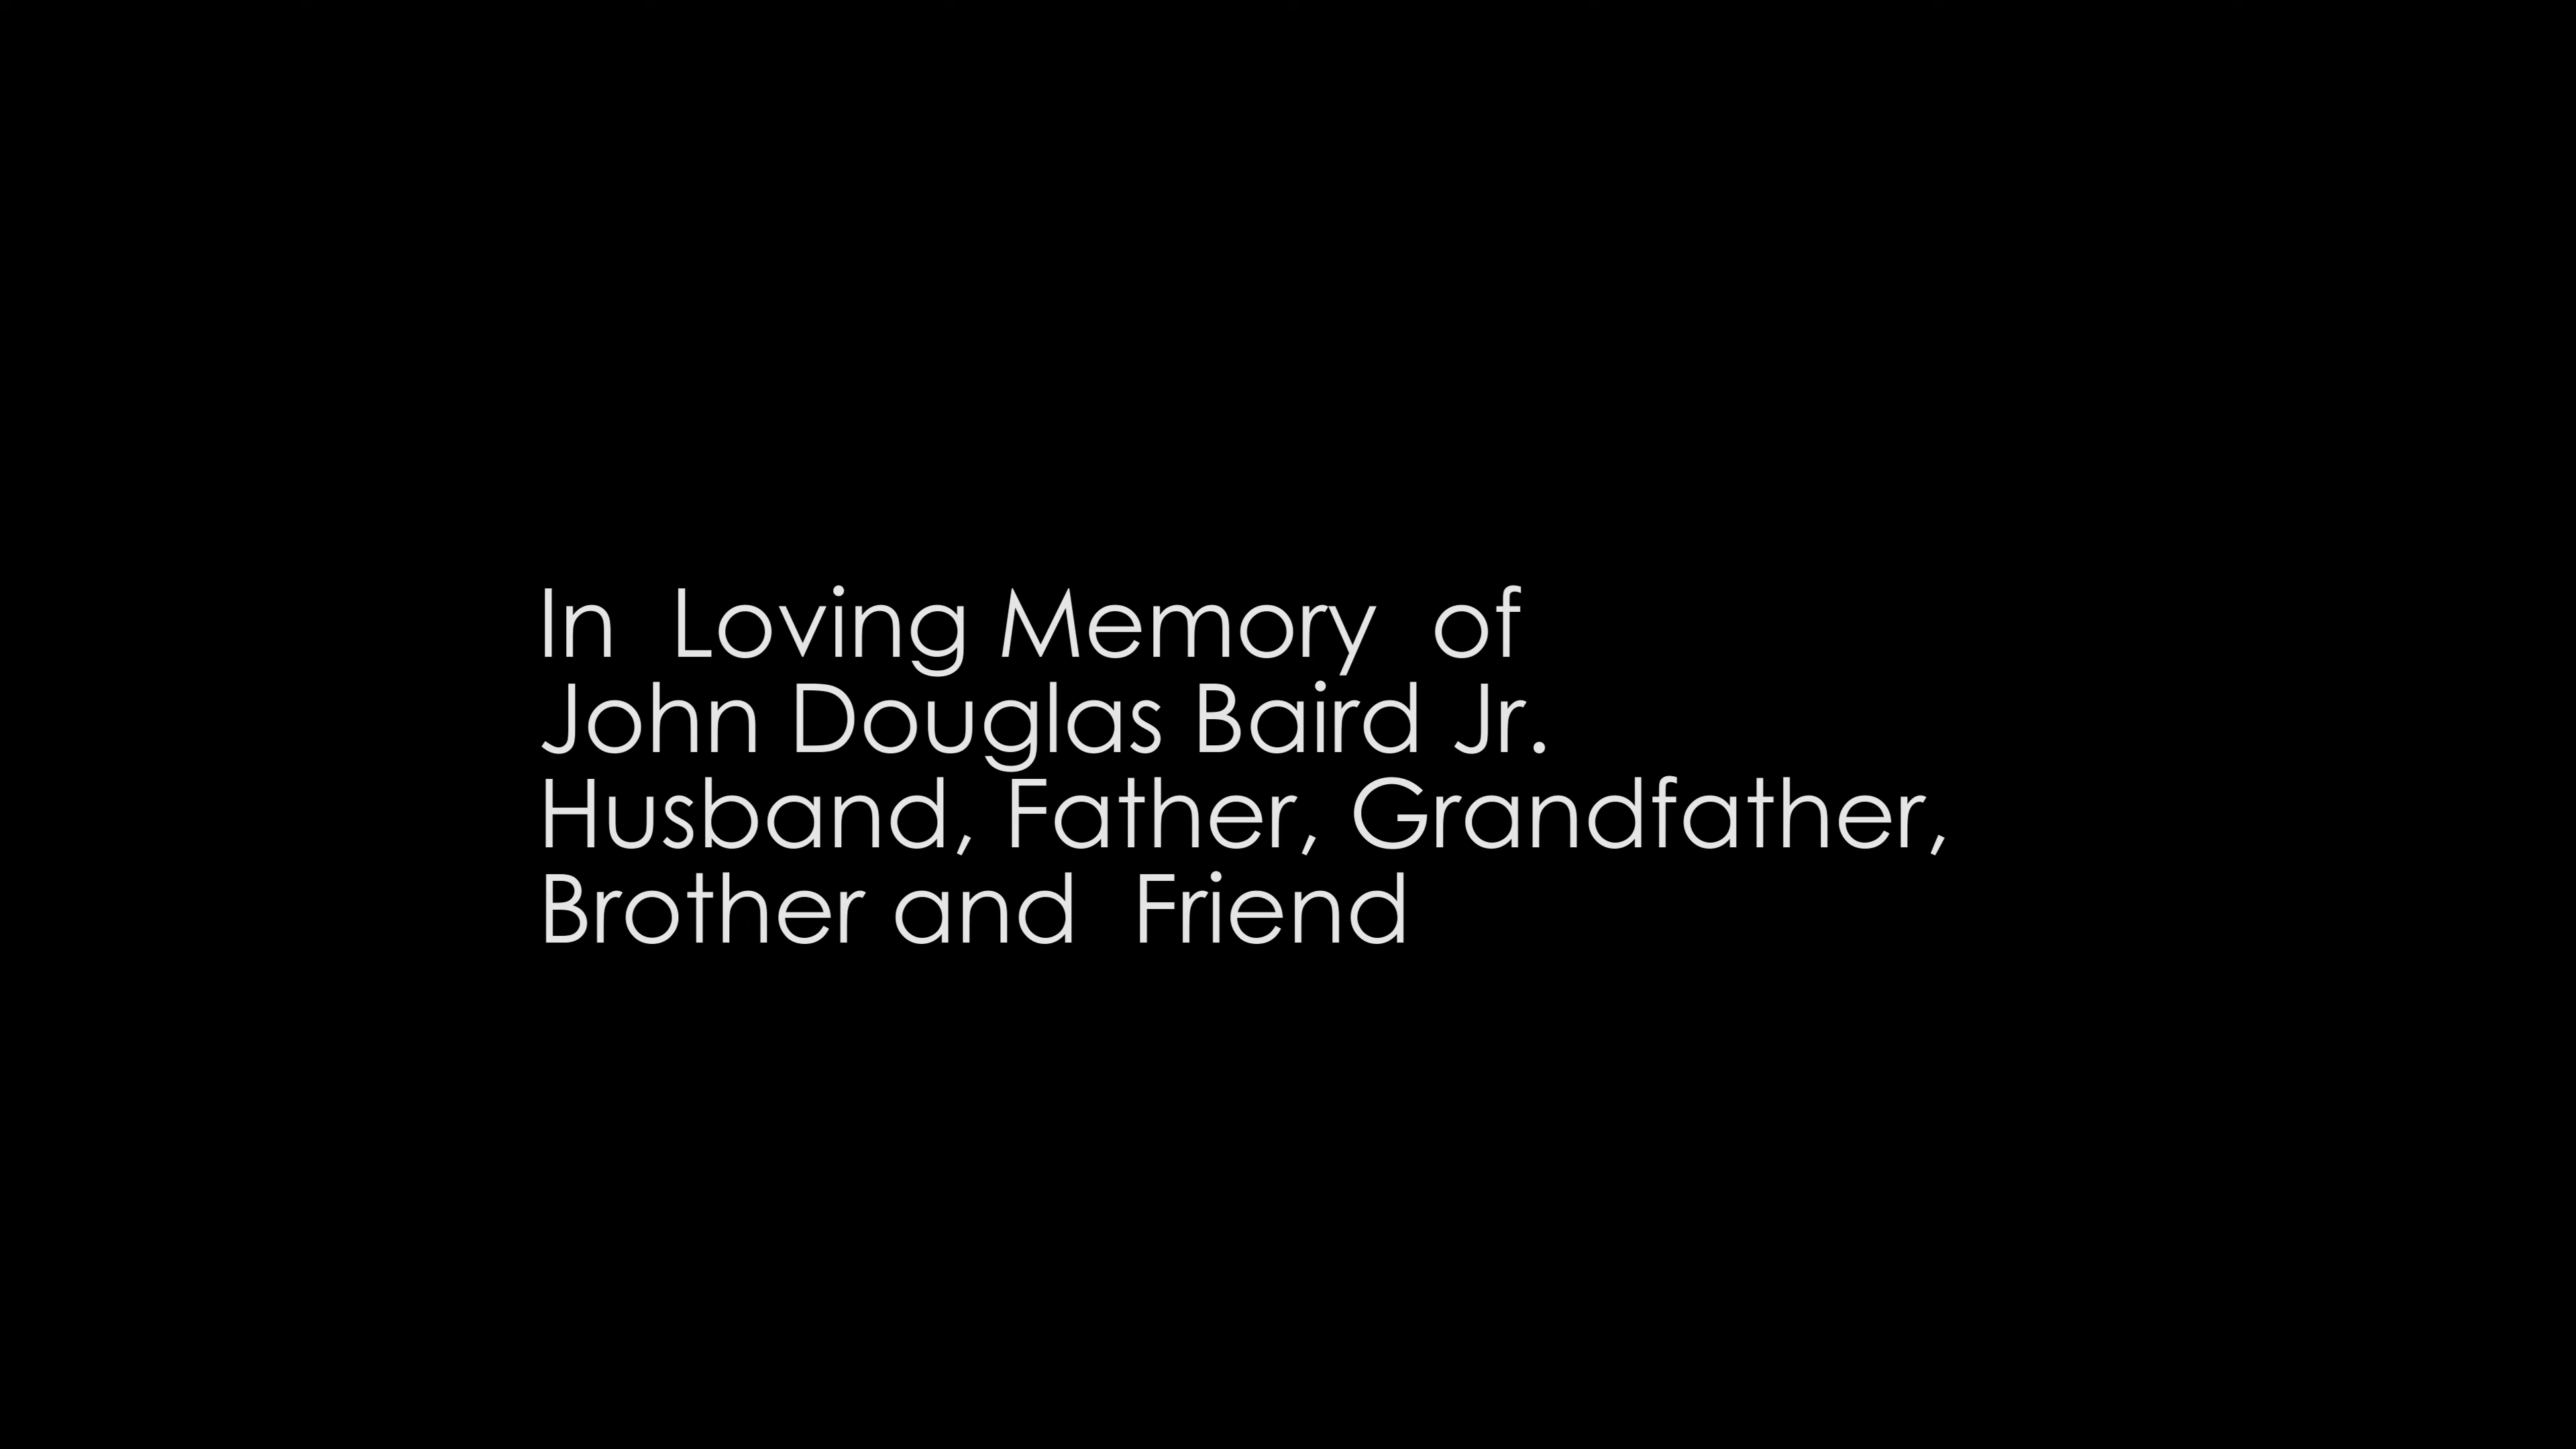 In  Loving Memory  of
John Douglas Baird Jr.
Husband, Father, Grandfather,
Brother and  Friend